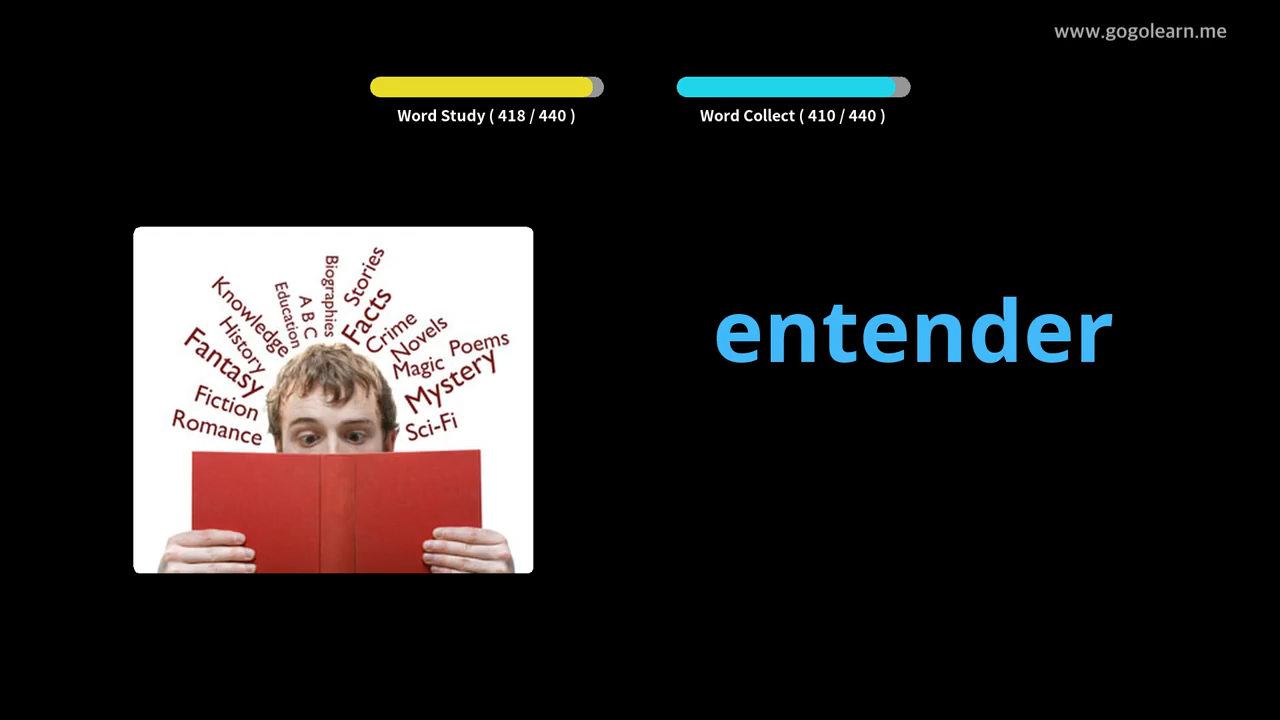 www.gogolearn.me
Word Study ( 418 / 440 )
Word Collect ( 410 / 440 )
entender
Romance
Fiction
Fantasy
History
Knowledge
Education
A B C
Biographies
Stories
Facts
Crime
Novels
Magic
Poems
Mystery
Sci-Fi